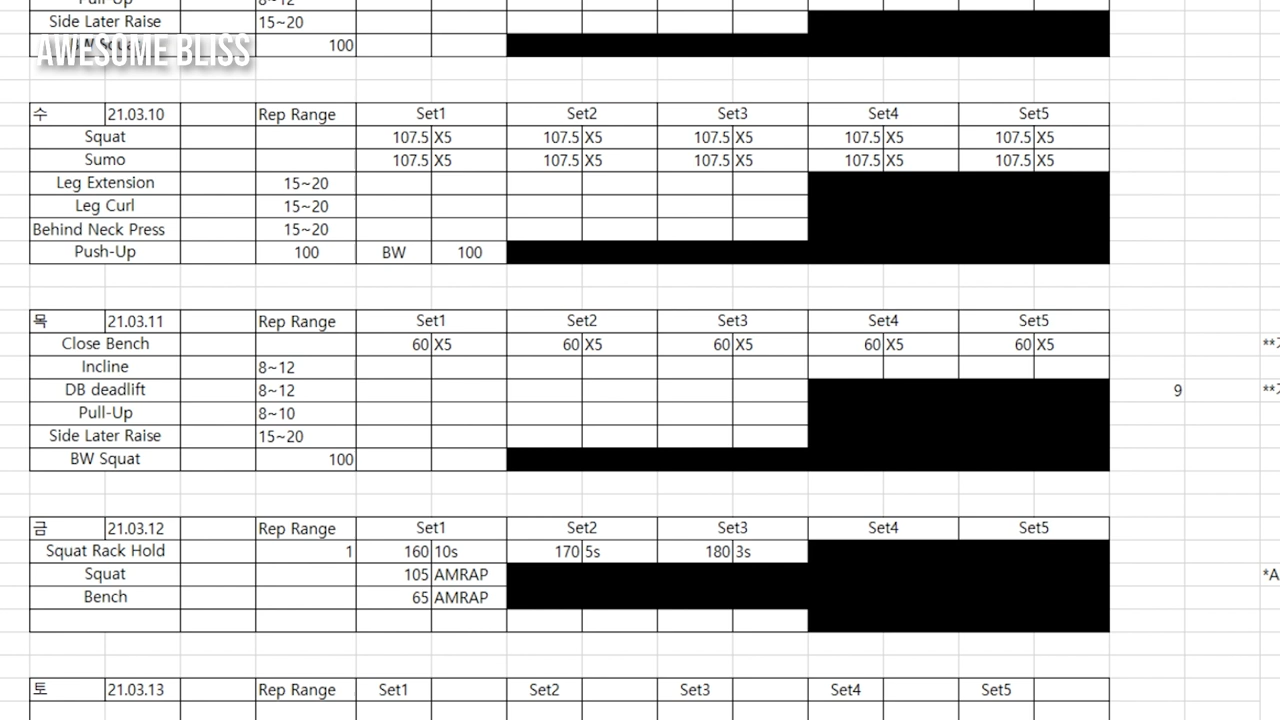 Pull-Up 8~12
Side Later Raise 15~20
BW Squat 100
AWESOME BLISS
수 21.03.10 Rep Range Set1 Set2 Set3 Set4 Set5
Squat 107.5 X5 107.5 X5 107.5 X5 107.5 X5 107.5 X5
Sumo 107.5 X5 107.5 X5 107.5 X5 107.5 X5 107.5 X5
Leg Extension 15~20
Leg Curl 15~20
Behind Neck Press 15~20
Push-Up 100 BW 100
목 21.03.11 Rep Range Set1 Set2 Set3 Set4 Set5
Close Bench 60 X5 60 X5 60 X5 60 X5 60 X5
Incline 8~12
DB deadlift 8~12 9
Pull-Up 8~10
Side Later Raise 15~20
BW Squat 100
금 21.03.12 Rep Range Set1 Set2 Set3 Set4 Set5
Squat Rack Hold 1 160 10s 170 5s 180 3s
Squat 105 AMRAP *A
Bench 65 AMRAP
토 21.03.13 Rep Range Set1 Set2 Set3 Set4 Set5